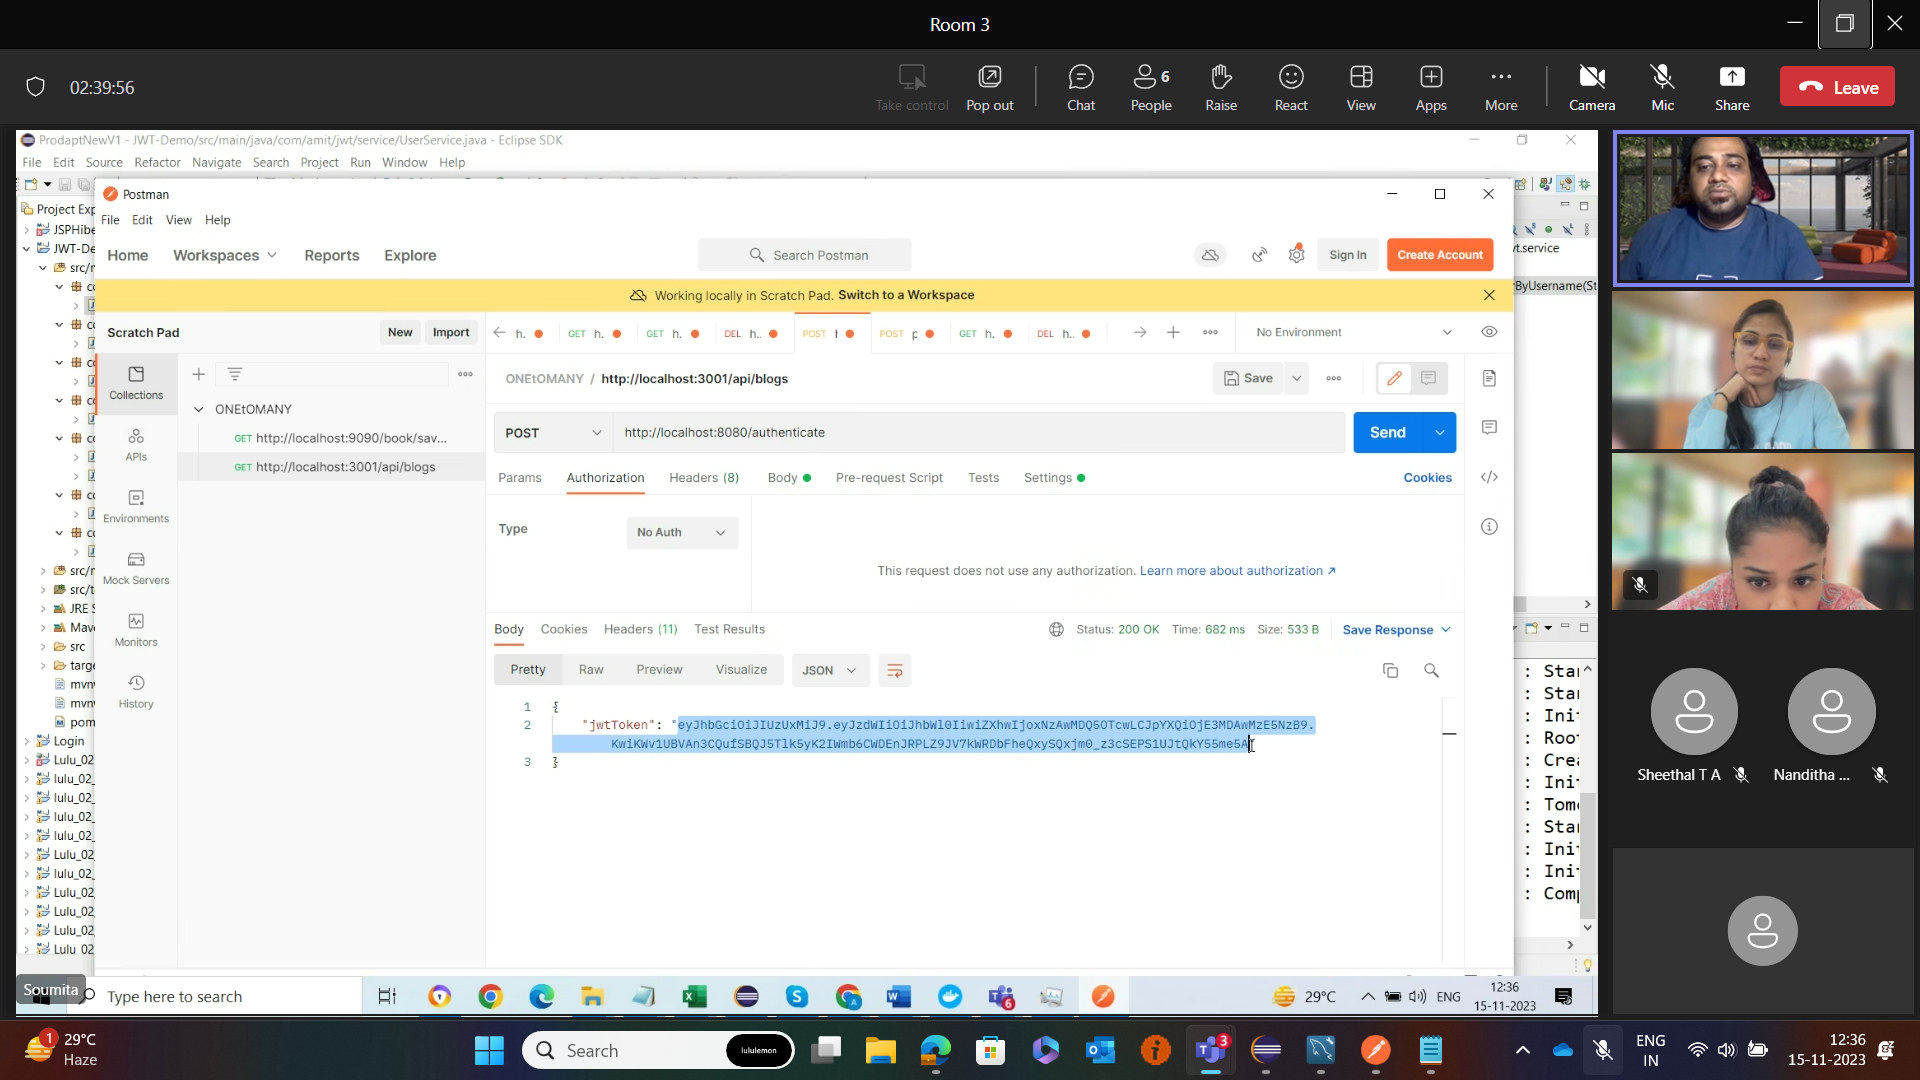 Room 3
02:39:56
Take control
Pop out
Chat
People
6
Raise
React
View
Apps
More
Camera
Mic
Share
Leave
ProdaptNewV1 - JWT-Demo/src/main/java/com/amit/jwt/service/UserService.java - Eclipse SDK
File Edit Source Refactor Navigate Search Project Run Window Help
Project Exp
JSPHibe
JWT-De
src/
JRE S
Mav
src
targe
mvn
mvn
pom
Login
Lulu_02
lulu_02_
lulu_02_
lulu_02_
lulu_02_
Lulu_02
Lulu_02
Lulu_02
Lulu_02
Lulu_02
Lulu 02
Postman
File Edit View Help
Home Workspaces Reports Explore
Search Postman
Sign In
Create Account
Working locally in Scratch Pad. Switch to a Workspace
Scratch Pad
New
Import
GET h.
GET h.
DEL h..
POST
POST
GET h.
DEL h..
No Environment
Collections
APIs
Environments
Mock Servers
Monitors
History
ONEtOMANY
GET http://localhost:9090/book/sav...
GET http://localhost:3001/api/blogs
ONEtOMANY / http://localhost:3001/api/blogs
Save
POST
http://localhost:8080/authenticate
Send
Params Authorization Headers (8) Body Pre-request Script Tests Settings
Cookies
Type
No Auth
This request does not use any authorization. Learn more about authorization
Body Cookies Headers (11) Test Results
Status: 200 OK Time: 682 ms Size: 533 B
Save Response
Pretty Raw Preview Visualize JSON
1 {
2 "jwtToken": "
3 }
t.service
ByUsername(St
: Sta
: Sta
: Ini
: Roo
: Cre
: Ini
: Tom
: Sta
: Ini
: Ini
: Com
Sheethal T A
Nanditha ...
Soumita
Type here to search
29°C
ENG
12:36
15-11-2023
1
29°C
Haze
Search
lululemon
3
ENG
IN
12:36
15-11-2023